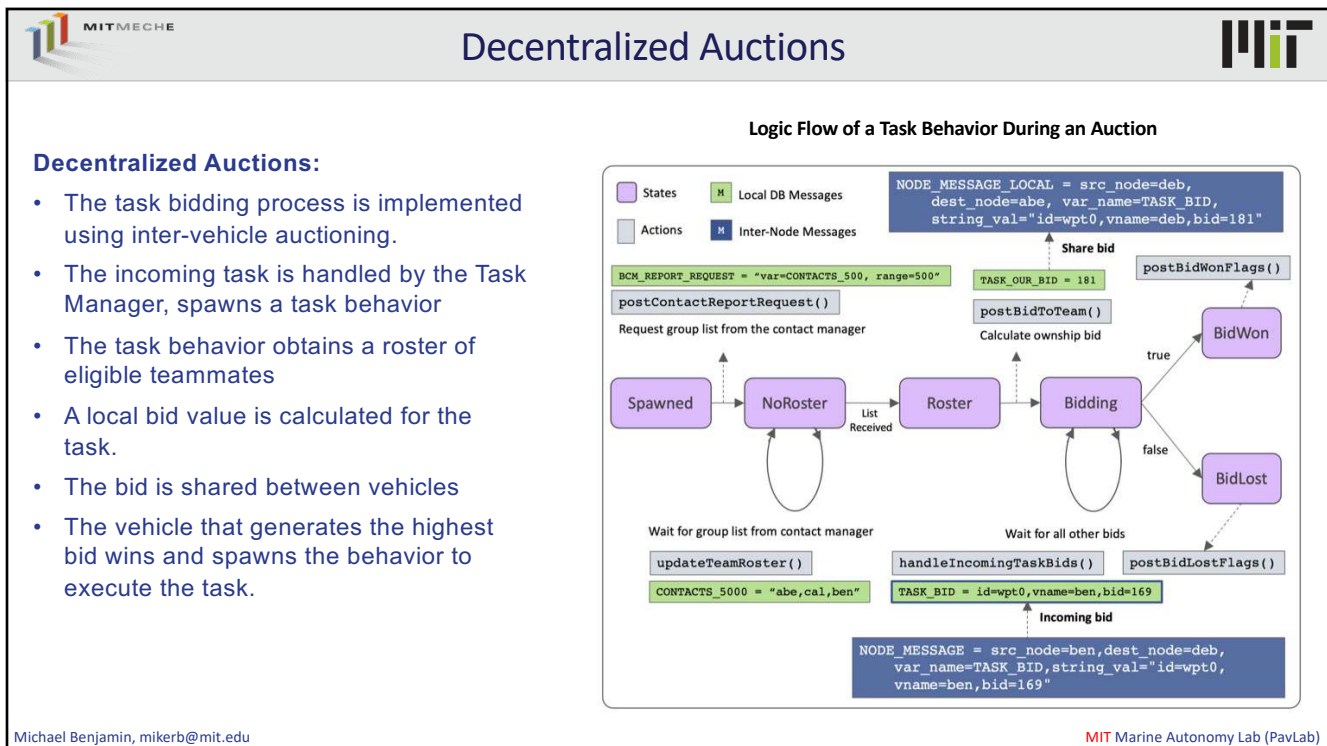 MITMECHE
Decentralized Auctions
MIT
Decentralized Auctions:
• The task bidding process is implemented
using inter-vehicle auctioning.
• The incoming task is handled by the Task
Manager, spawns a task behavior
• The task behavior obtains a roster of
eligible teammates
• A local bid value is calculated for the
task.
• The bid is shared between vehicles
• The vehicle that generates the highest
bid wins and spawns the behavior to
execute the task.
Logic Flow of a Task Behavior During an Auction
States
M Local DB Messages
Actions
M Inter-Node Messages
NODE_MESSAGE_LOCAL = src_node=deb,
dest_node=abe, var_name=TASK_BID,
string_val="id=wpt0,vname=deb,bid=181"
Share bid
BCM_REPORT_REQUEST = "var=CONTACTS_500, range=500"
postContactReportRequest()
Request group list from the contact manager
TASK_OUR_BID = 181
postBidToTeam()
Calculate ownship bid
postBidWonFlags()
BidWon
true
Spawned
NoRoster
List
Received
Roster
Bidding
false
BidLost
Wait for group list from contact manager
updateTeamRoster()
CONTACTS_5000 = "abe,cal,ben"
Wait for all other bids
handleIncomingTaskBids()
postBidLostFlags()
TASK_BID = id=wpt0,vname=ben,bid=169
Incoming bid
NODE_MESSAGE = src_node=ben,dest_node=deb,
var_name=TASK_BID,string_val="id=wpt0,
vname=ben,bid=169"
Michael Benjamin, mikerb@mit.edu
MIT Marine Autonomy Lab (PavLab)